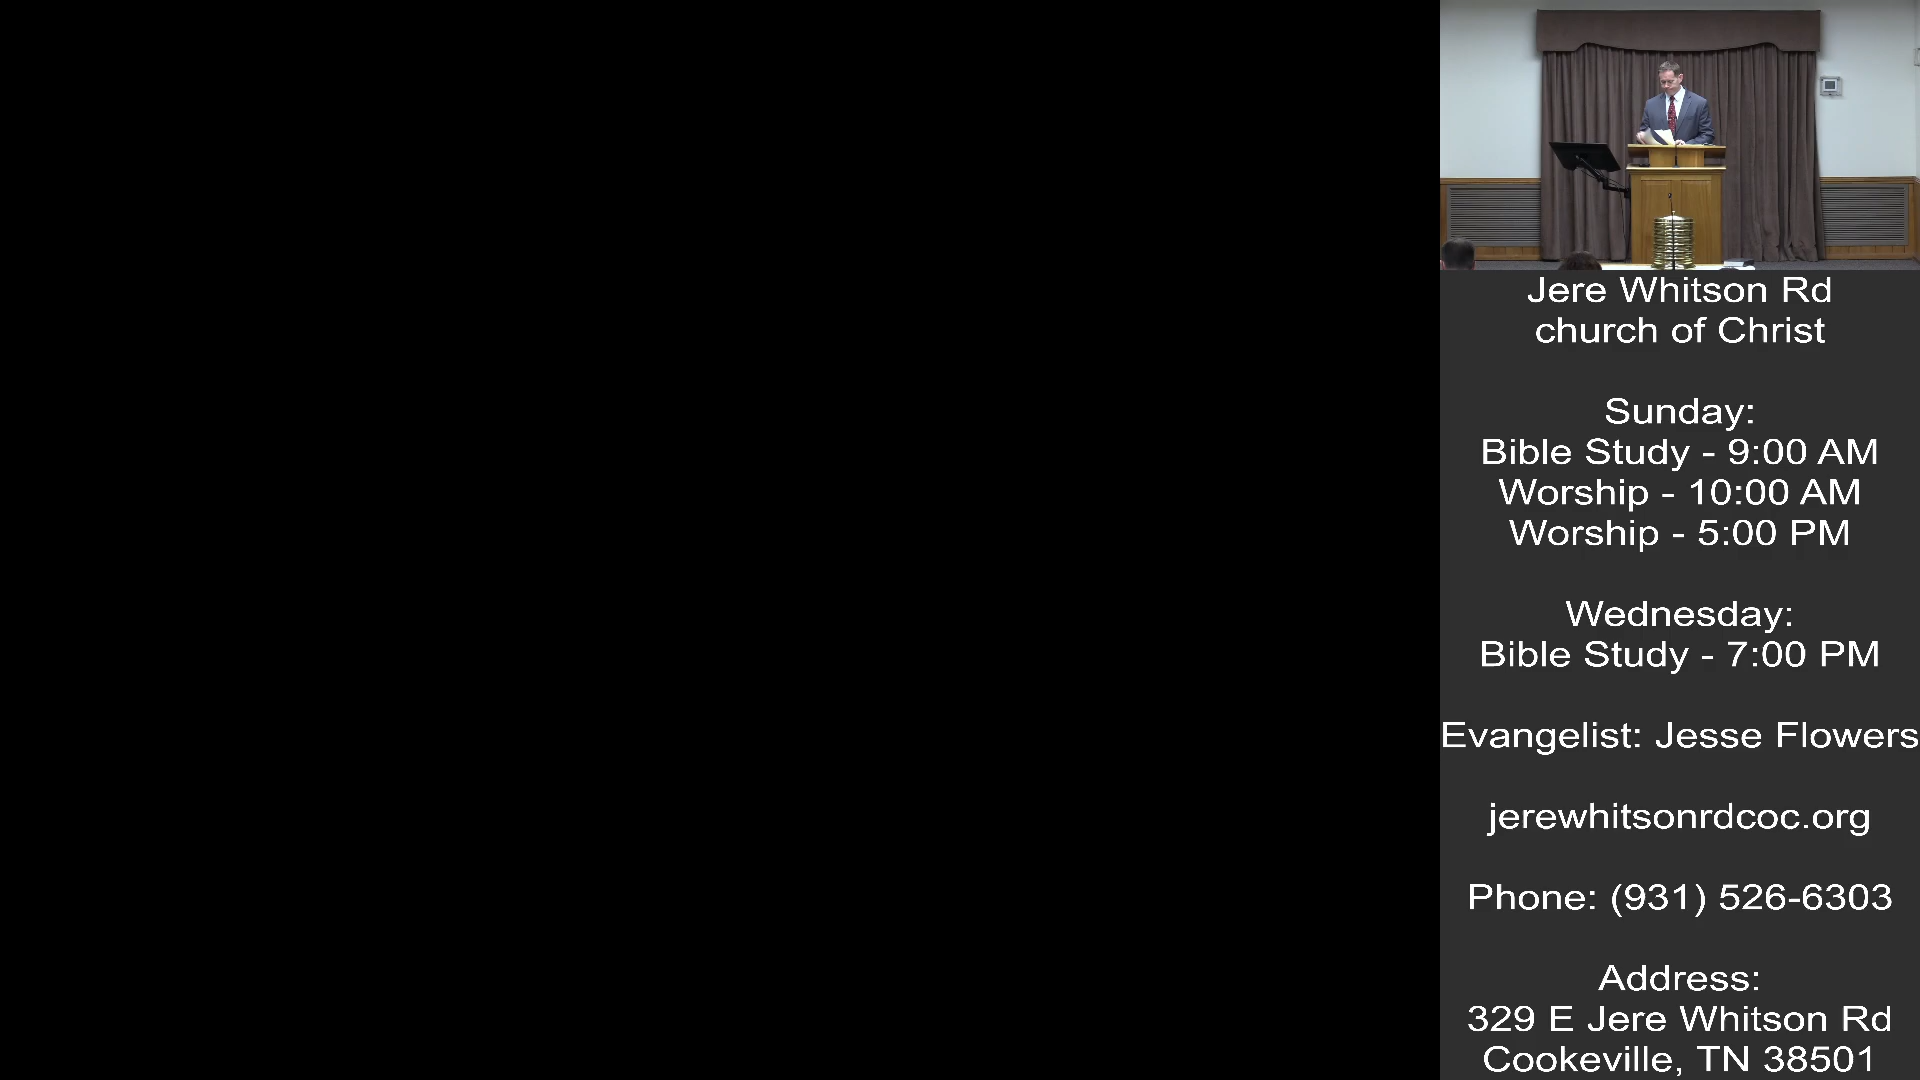 Jere Whitson Rd
church of Christ
Sunday:
Bible Study - 9:00 AM
Worship - 10:00 AM
Worship - 5:00 PM
Wednesday:
Bible Study - 7:00 PM
Evangelist: Jesse Flowers
jerewhitsonrdcoc.org
Phone: (931) 526-6303
Address:
329 E Jere Whitson Rd
Cookeville, TN 38501